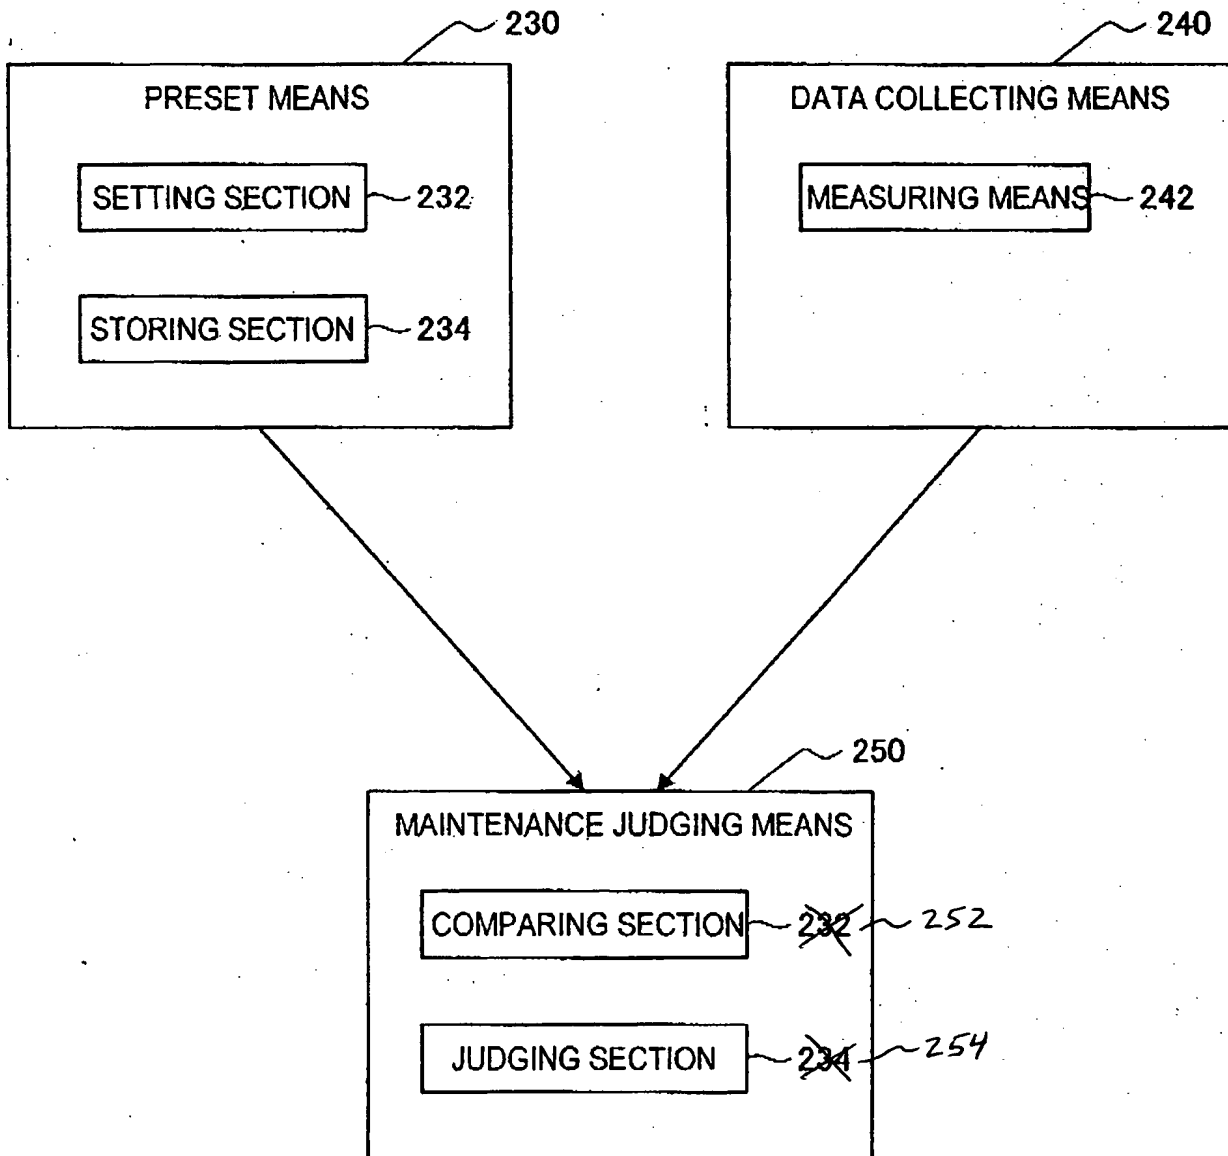 230
240
PRESET MEANS
DATA COLLECTING MEANS
SETTING SECTION 232
MEASURING MEANS 242
STORING SECTION 234
250
MAINTENANCE JUDGING MEANS
COMPARING SECTION 232 252
JUDGING SECTION 234 254